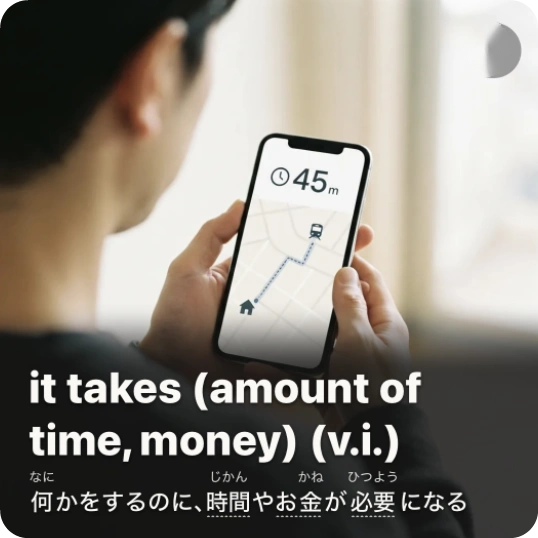 45m
it takes (amount of
time, money) (v.i.)
なに じかん かね ひつよう
何かをするのに、時間やお金が必要になる